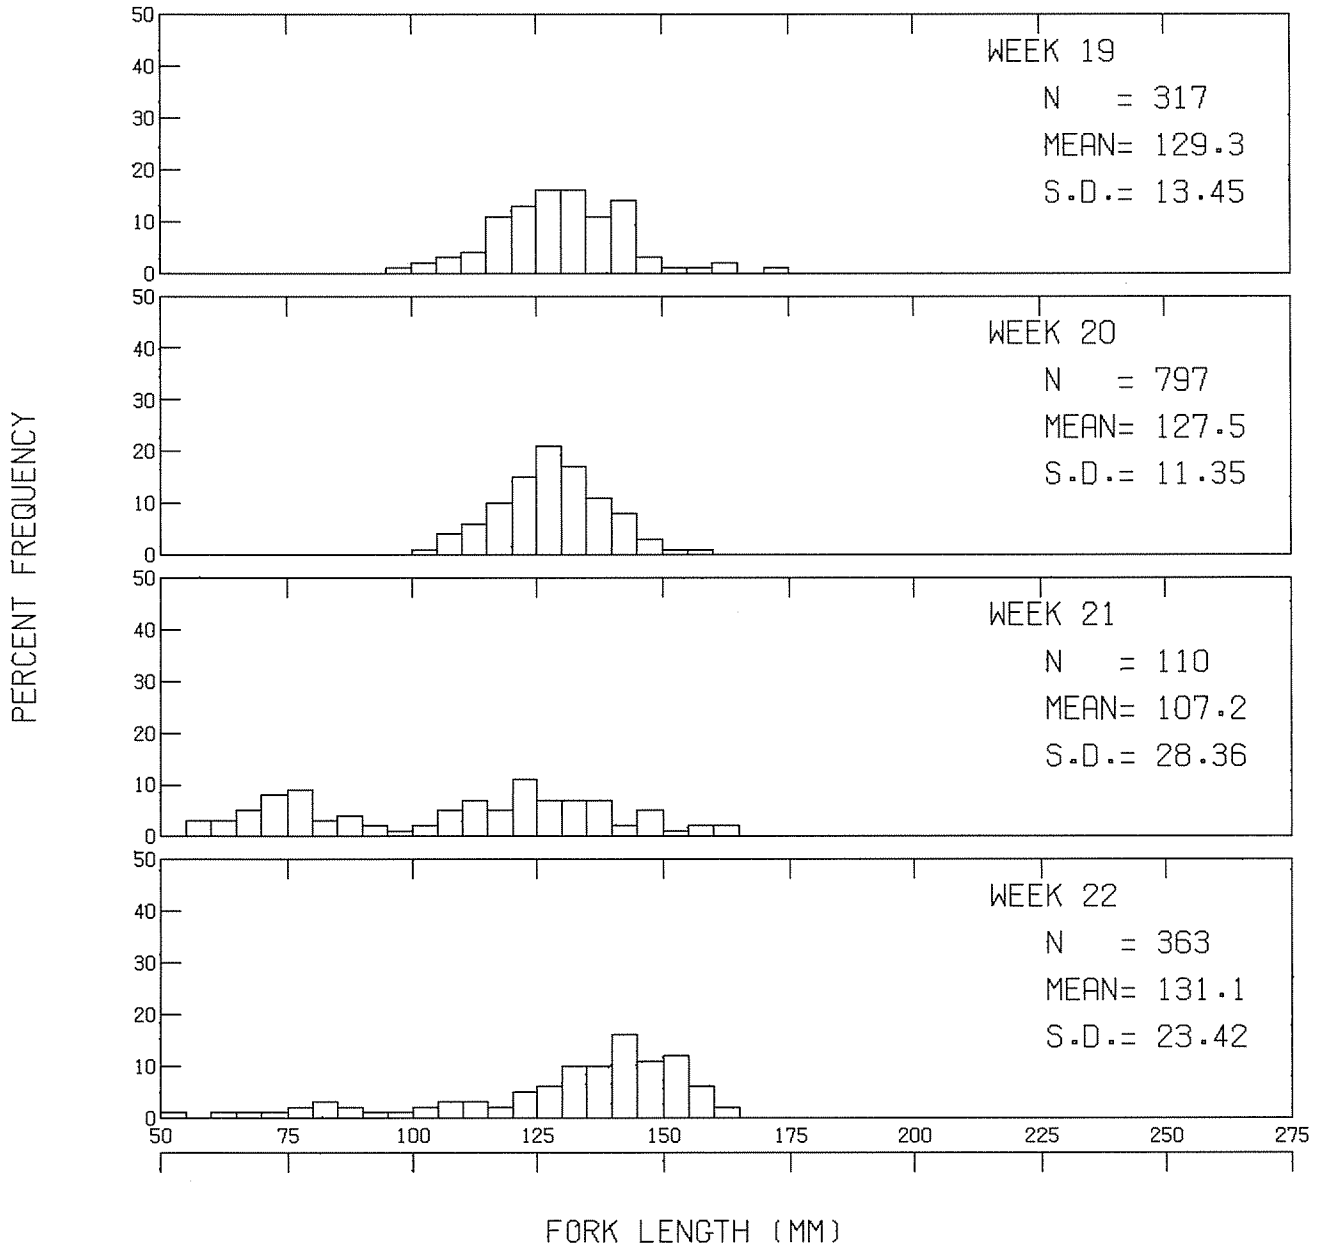 PERCENT FREQUENCY
50
40
30
20
10
0
WEEK 19
N = 317
MEAN= 129.3
S.D.= 13.45
50
40
30
20
10
0
WEEK 20
N = 797
MEAN= 127.5
S.D.= 11.35
50
40
30
20
10
0
WEEK 21
N = 110
MEAN= 107.2
S.D.= 28.36
50
40
30
20
10
0
WEEK 22
N = 363
MEAN= 131.1
S.D.= 23.42
50 75 100 125 150 175 200 225 250 275
FORK LENGTH (MM)